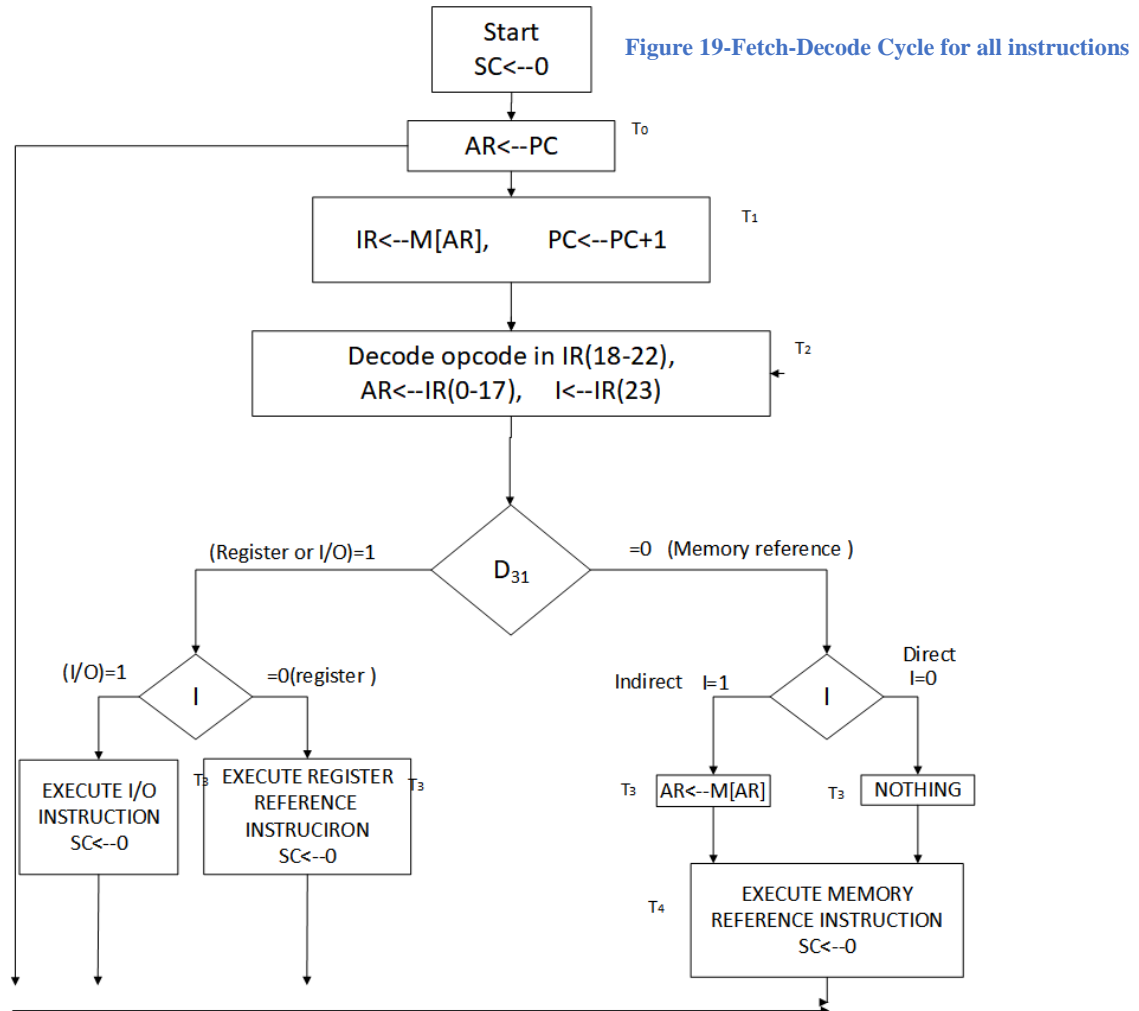 Start
SC<--0
Figure 19-Fetch-Decode Cycle for all instructions
T0
AR<--PC
T1
IR<--M[AR], PC<--PC+1
T2
Decode opcode in IR(18-22),
AR<--IR(0-17), I<--IR(23)
(Register or I/O)=1
=0 (Memory reference )
D31
(I/O)=1
=0(register )
I
Indirect I=1
Direct
I=0
I
T3
EXECUTE I/O
INSTRUCTION
SC<--0
T3
EXECUTE REGISTER
REFERENCE
INSTRUCIRON
SC<--0
T3
AR<--M[AR]
T3
NOTHING
T4
EXECUTE MEMORY
REFERENCE INSTRUCTION
SC<--0